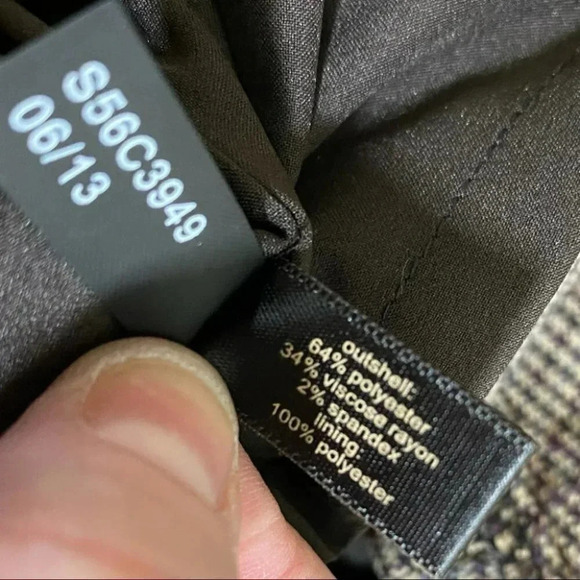 S56C3949
06/13
outshell:
64% polyester
34% viscose rayon
2% spandex
lining:
100% polyester